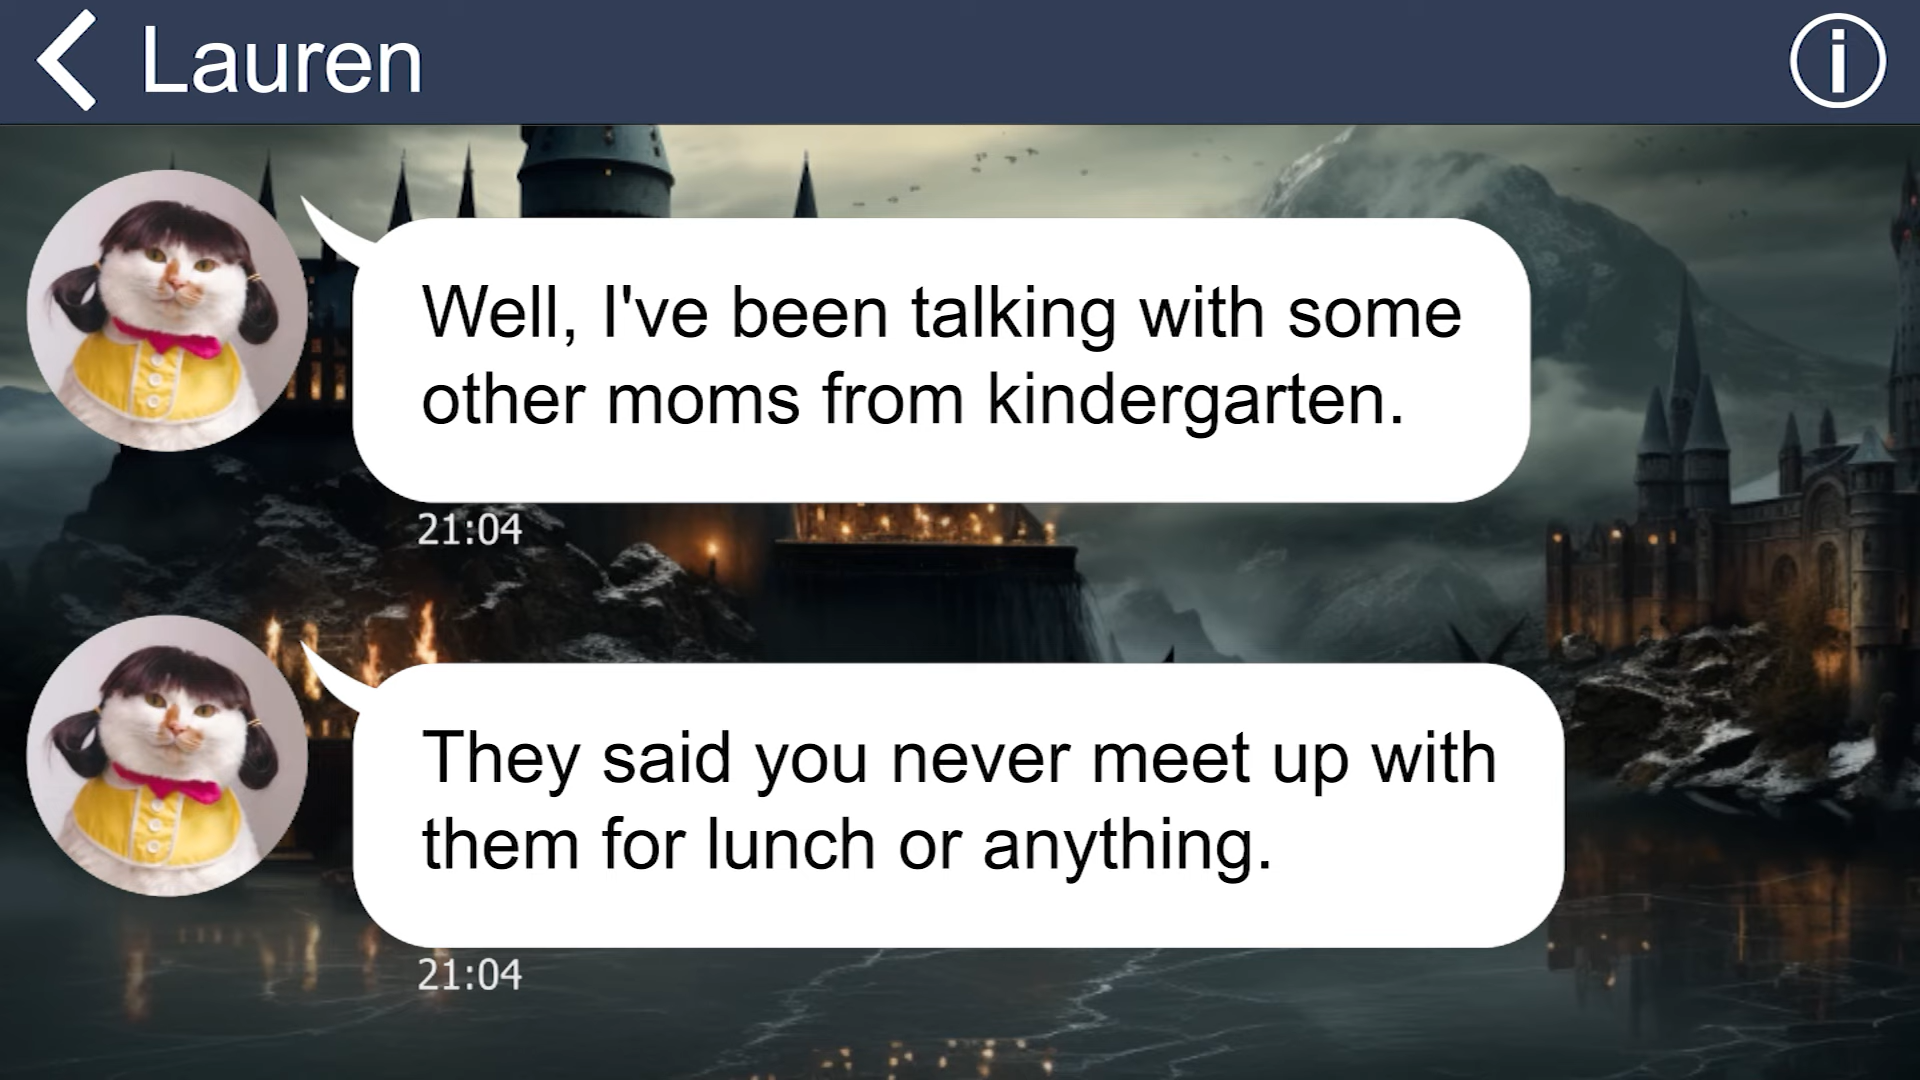 Lauren
Well, I've been talking with some
other moms from kindergarten.
21:04
They said you never meet up with
them for lunch or anything.
21:04